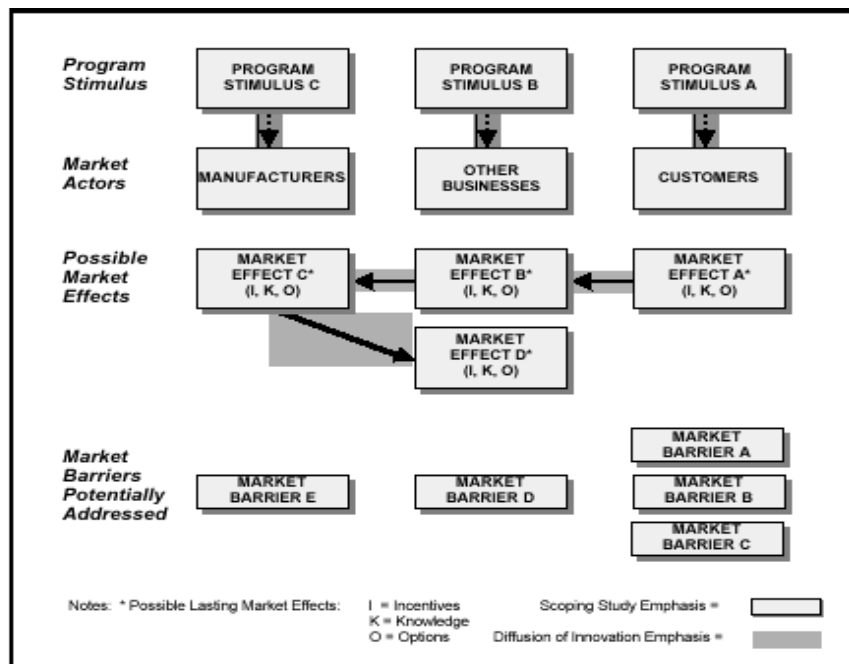 Program
Stimulus
PROGRAM
STIMULUS C
PROGRAM
STIMULUS B
PROGRAM
STIMULUS A
Market
Actors
MANUFACTURERS
OTHER
BUSINESSES
CUSTOMERS
Possible
Market
Effects
MARKET
EFFECT C*
(I, K, O)
MARKET
EFFECT B*
(I, K, O)
MARKET
EFFECT A*
(I, K, O)
MARKET
EFFECT D*
(I, K, O)
Market
Barriers
Potentially
Addressed
MARKET
BARRIER E
MARKET
BARRIER D
MARKET
BARRIER A
MARKET
BARRIER B
MARKET
BARRIER C
Notes: * Possible Lasting Market Effects:
I = Incentives
K = Knowledge
O = Options
Scoping Study Emphasis =
Diffusion of Innovation Emphasis =